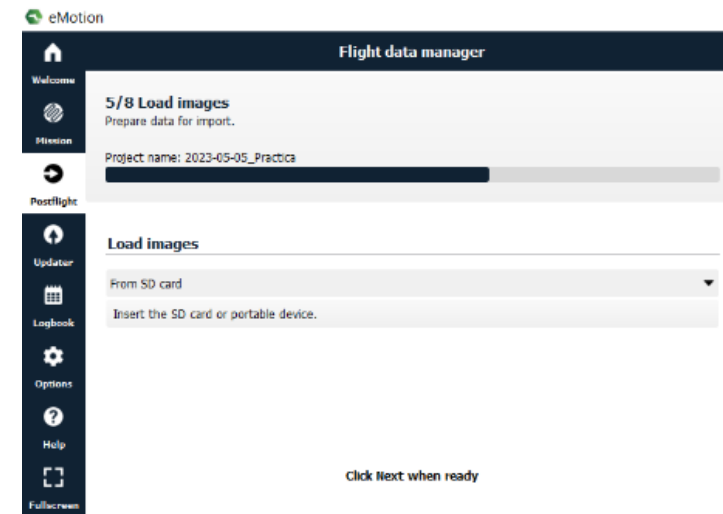 eMotion
Flight data manager
Welcome
5/8 Load images
Prepare data for import.
Mission
Project name: 2023-05-05_Practica
Postflight
Updater
Load images
From SD card
Logbook
Insert the SD card or portable device.
Options
Help
Click Next when ready
Fullscreen